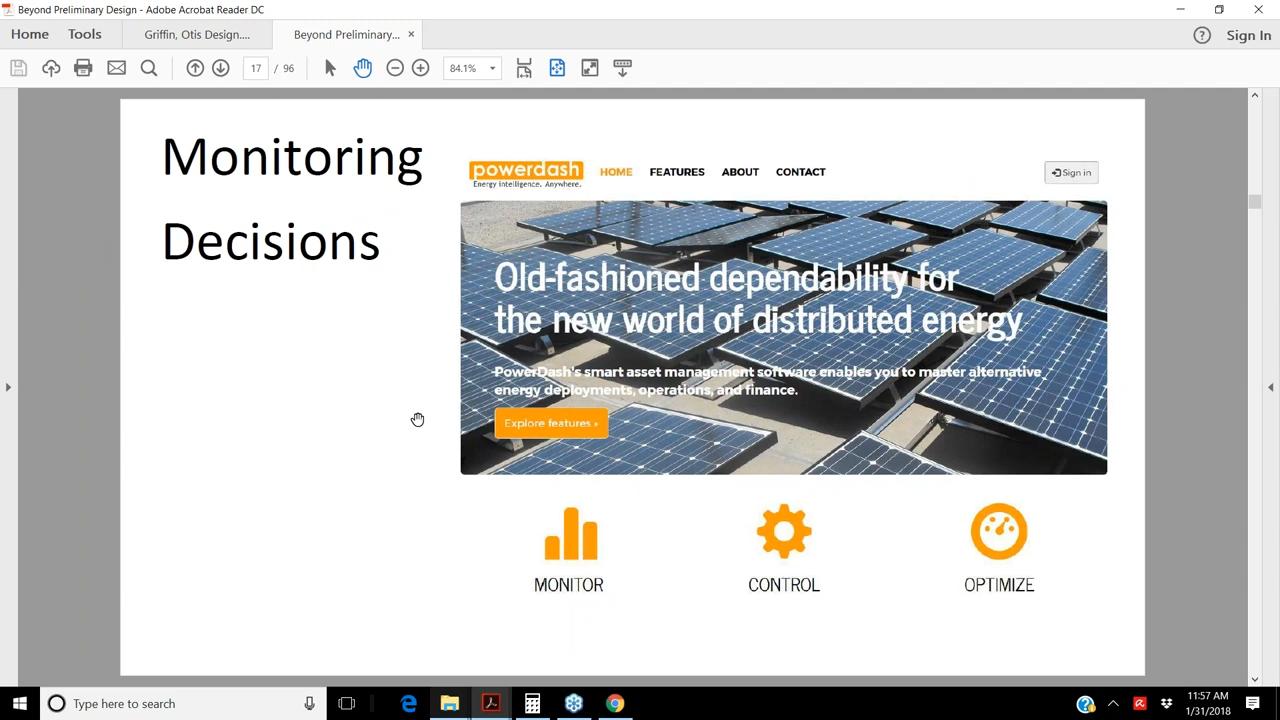 Beyond Preliminary Design - Adobe Acrobat Reader DC
Home Tools Griffin, Otis Design.... Beyond Preliminary... × Sign In
17 / 96 84.1%
Monitoring
Decisions
powerdash
Energy Intelligence. Anywhere.
HOME FEATURES ABOUT CONTACT
Sign in
Old-fashioned dependability for
the new world of distributed energy
PowerDash's smart asset management software enables you to master alternative
energy deployments, operations, and finance.
Explore features »
MONITOR CONTROL OPTIMIZE
Type here to search
11:57 AM
1/31/2018